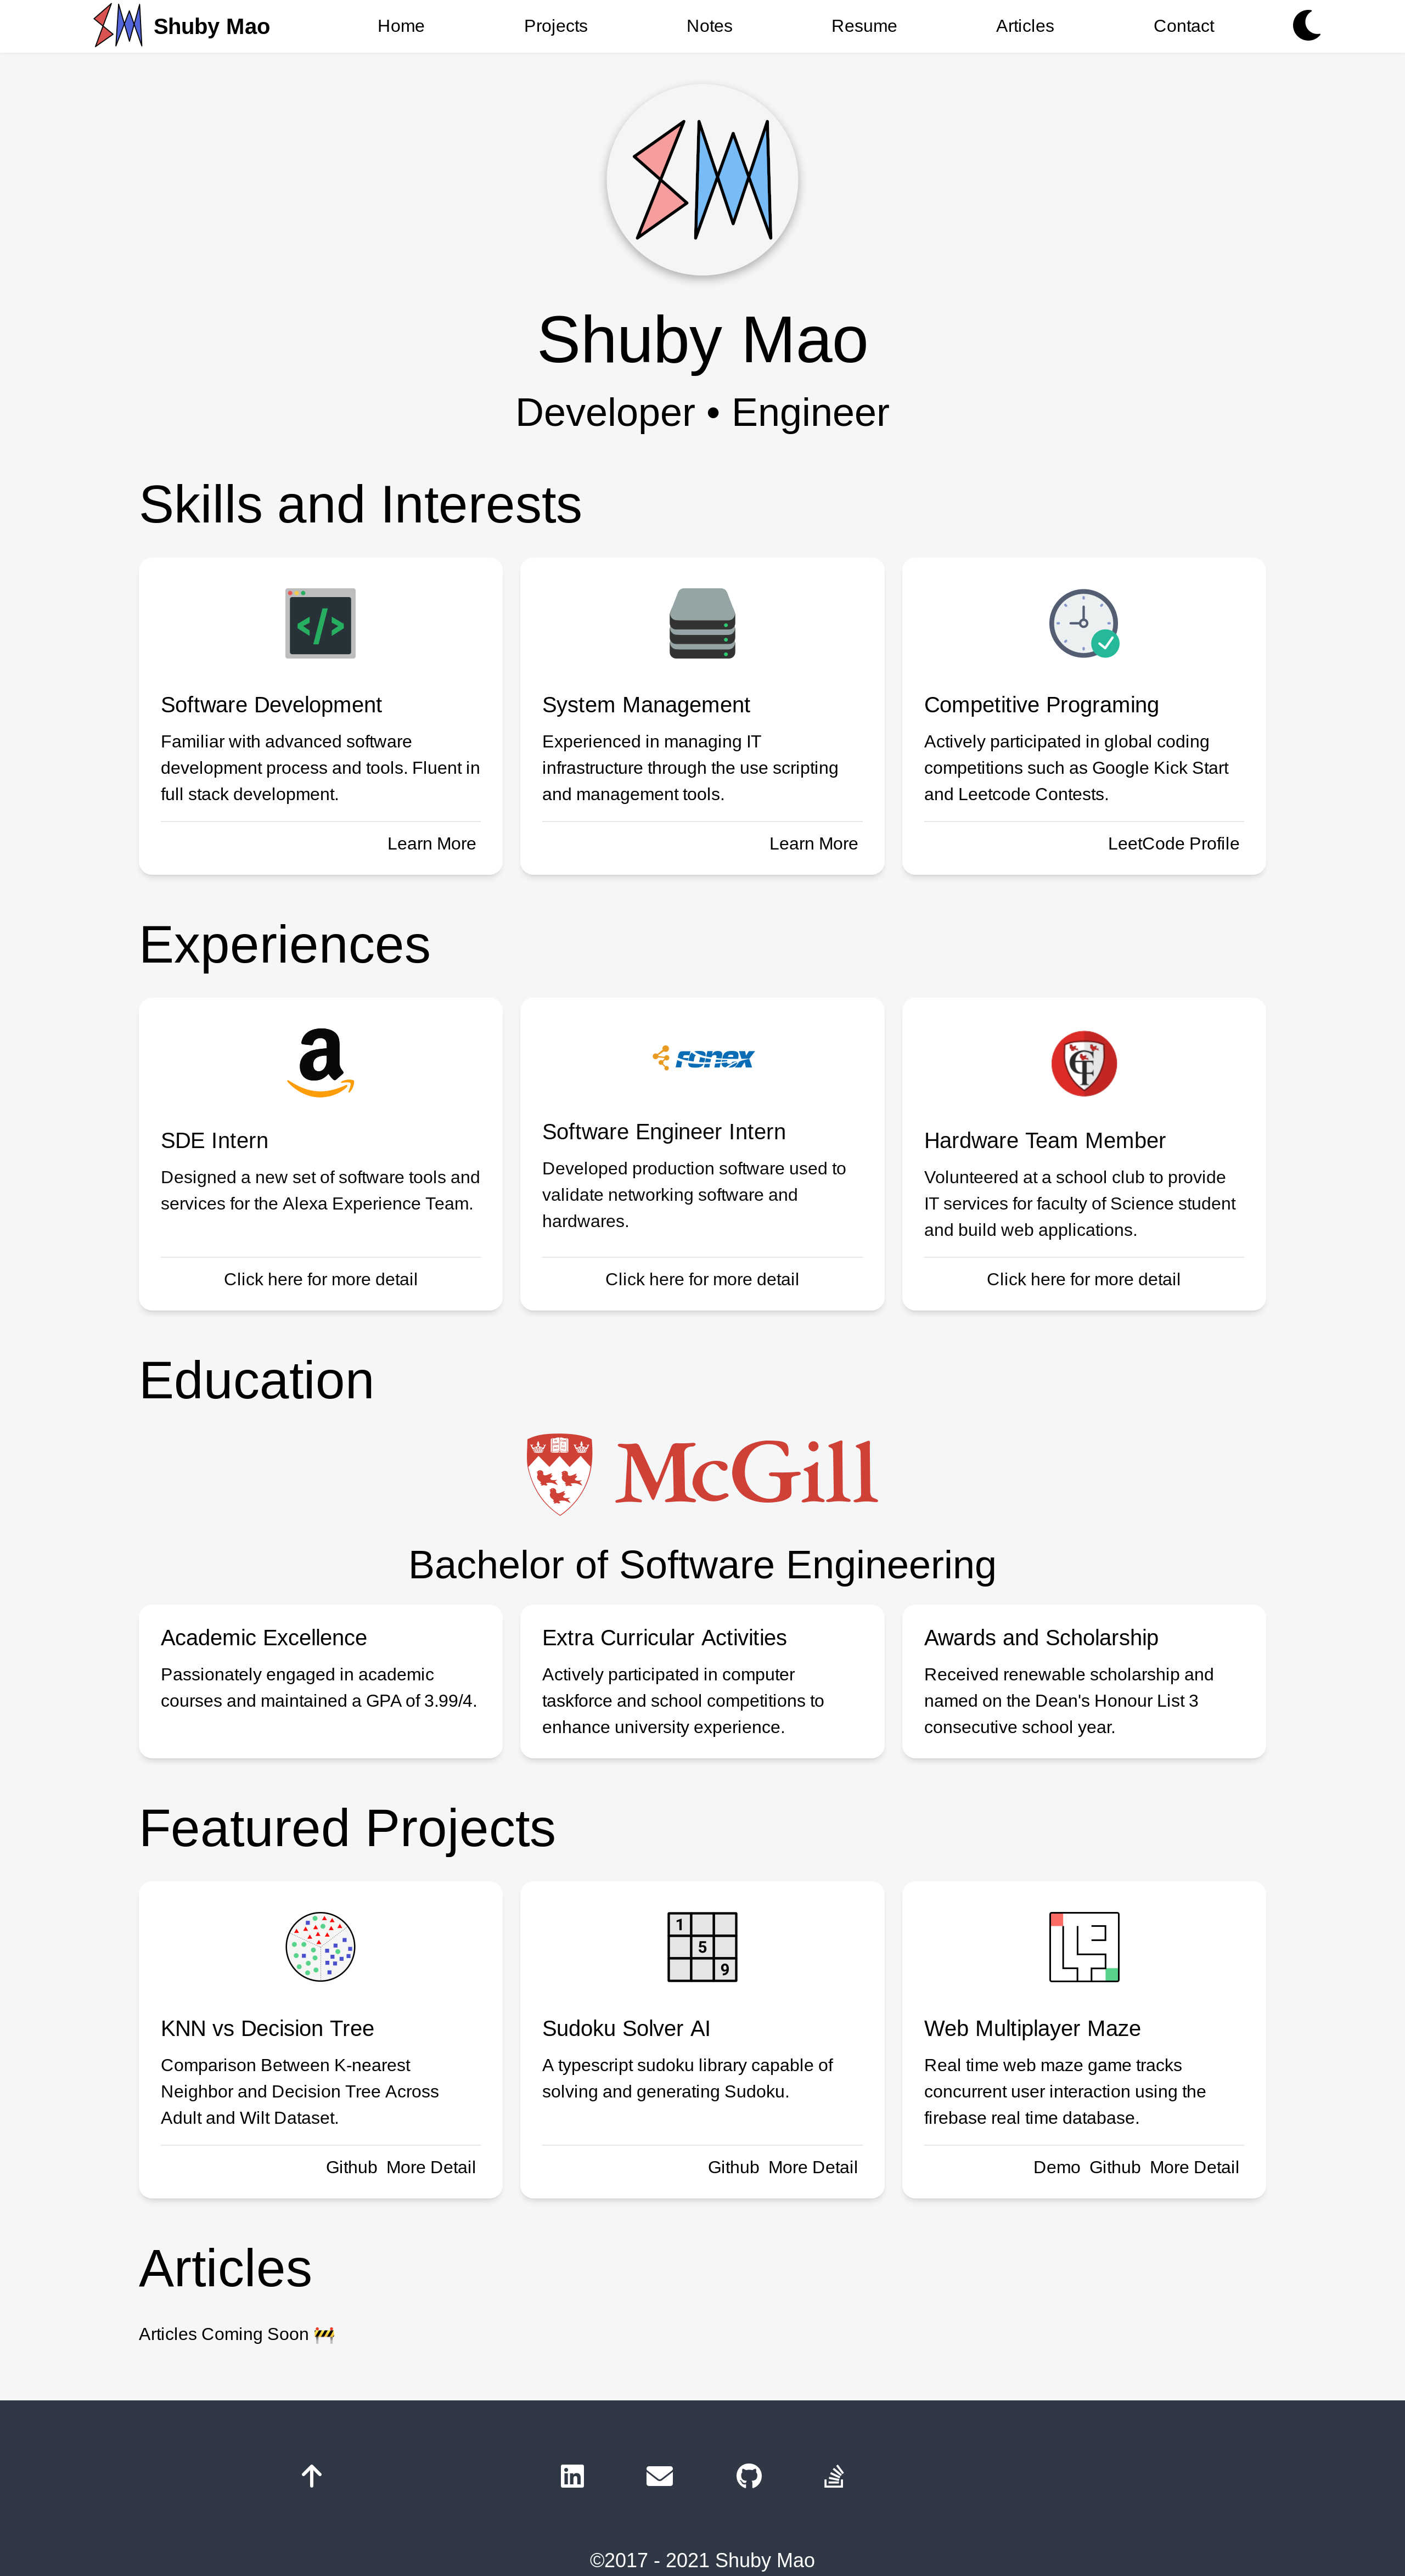 Shuby Mao
Home
Projects
Notes
Resume
Articles
Contact
SM
Shuby Mao
Developer • Engineer
Skills and Interests
</>
Software Development
Familiar with advanced software
development process and tools. Fluent in
full stack development.
Learn More
System Management
Experienced in managing IT
infrastructure through the use scripting
and management tools.
Learn More
Competitive Programing
Actively participated in global coding
competitions such as Google Kick Start
and Leetcode Contests.
LeetCode Profile
Experiences
a
SDE Intern
Designed a new set of software tools and
services for the Alexa Experience Team.
Click here for more detail
FONEX
Software Engineer Intern
Developed production software used to
validate networking software and
hardwares.
Click here for more detail
CTF
Hardware Team Member
Volunteered at a school club to provide
IT services for faculty of Science student
and build web applications.
Click here for more detail
Education
McGill
Bachelor of Software Engineering
Academic Excellence
Passionately engaged in academic
courses and maintained a GPA of 3.99/4.
Extra Curricular Activities
Actively participated in computer
taskforce and school competitions to
enhance university experience.
Awards and Scholarship
Received renewable scholarship and
named on the Dean's Honour List 3
consecutive school year.
Featured Projects
KNN vs Decision Tree
Comparison Between K-nearest
Neighbor and Decision Tree Across
Adult and Wilt Dataset.
Github More Detail
1
5
9
Sudoku Solver AI
A typescript sudoku library capable of
solving and generating Sudoku.
Github More Detail
Web Multiplayer Maze
Real time web maze game tracks
concurrent user interaction using the
firebase real time database.
Demo Github More Detail
Articles
Articles Coming Soon 🚧
in
©2017 - 2021 Shuby Mao